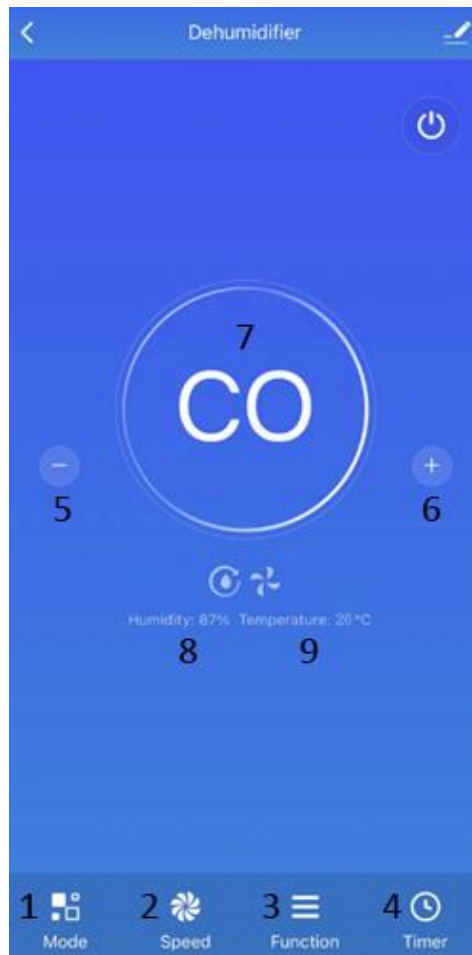 Dehumidifier
7
CO
5
6
Humidity: 87% Temperature: 26°C
8 9
1 2 3 4
Mode Speed Function Timer